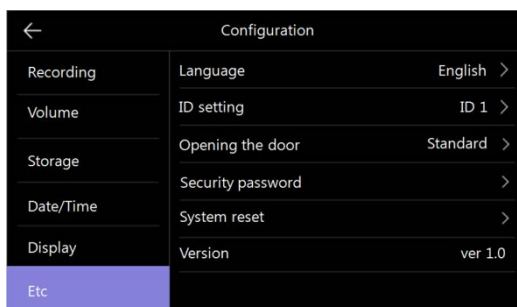 Configuration
Recording
Volume
Storage
Date/Time
Display
Etc
Language English
ID setting ID 1
Opening the door Standard
Security password
System reset
Version ver 1.0